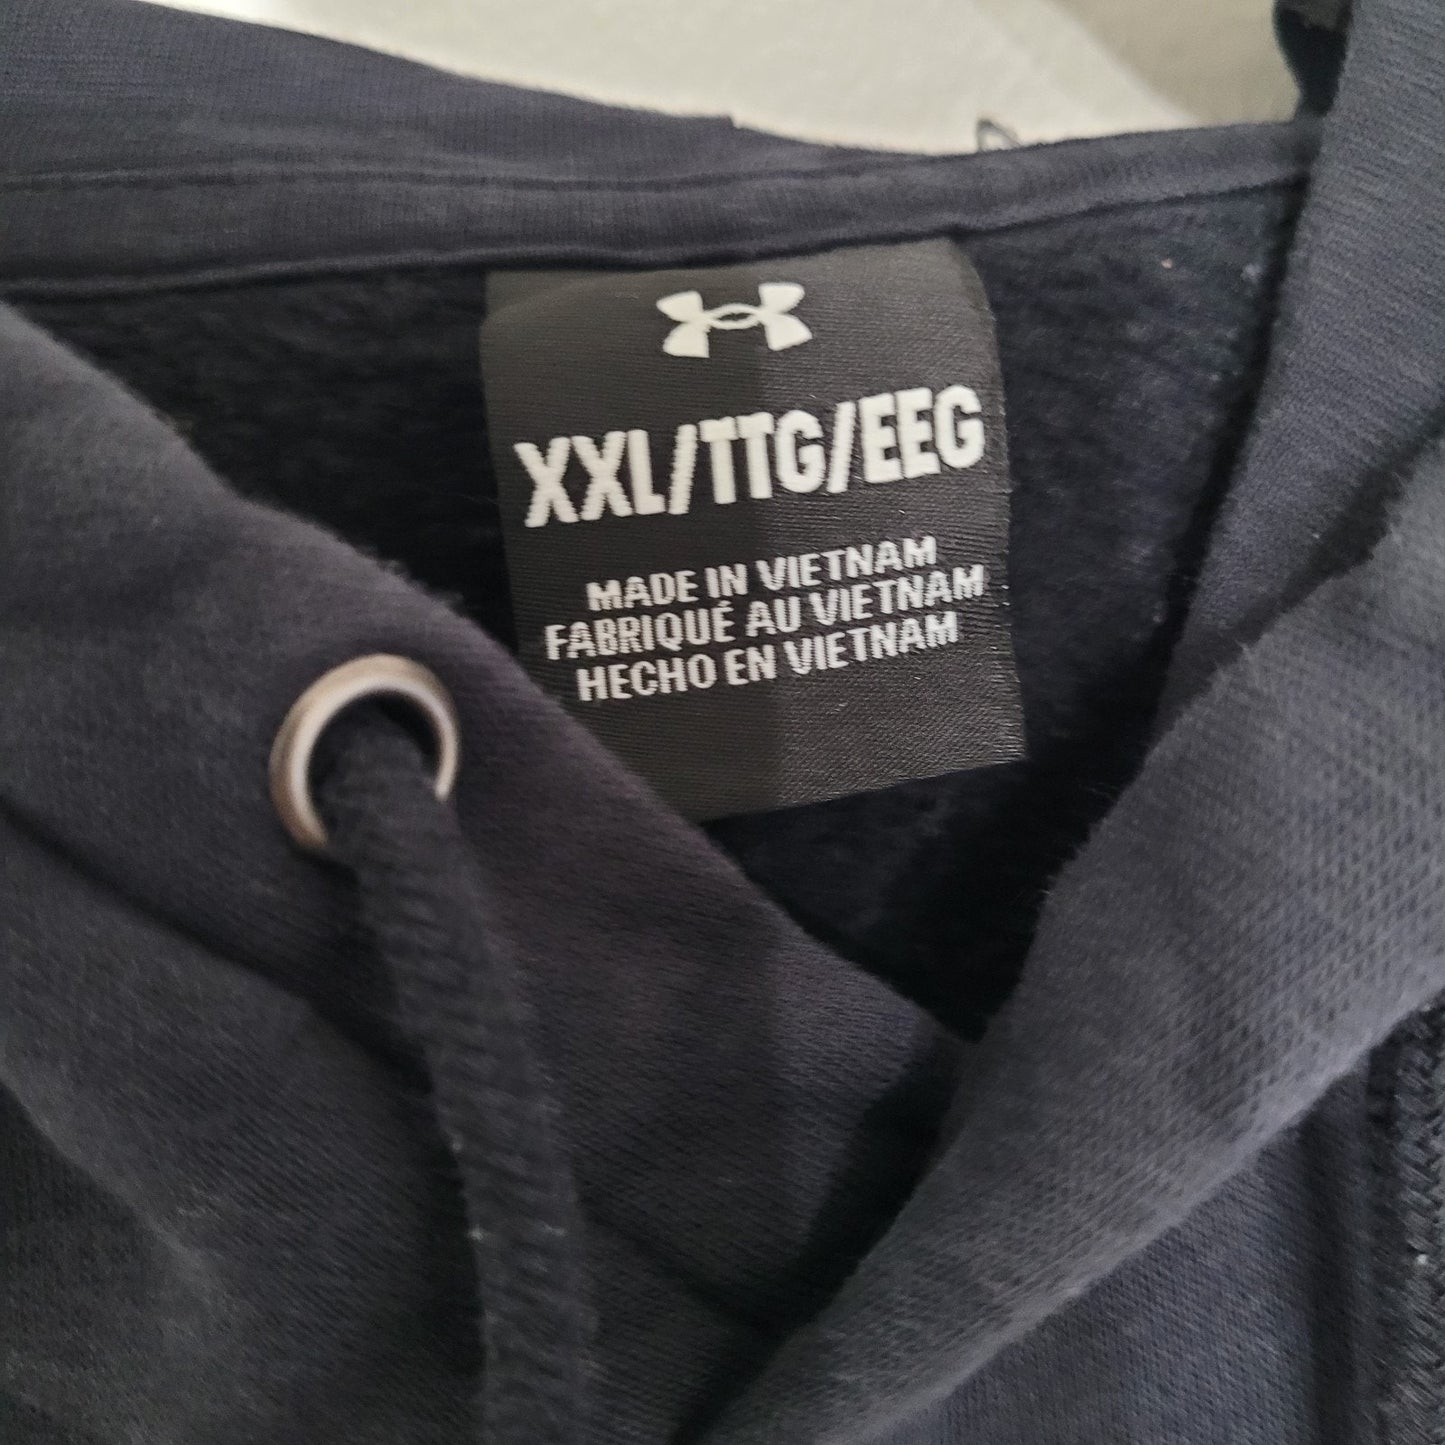 XXL/TTG/EEG
MADE IN VIETNAM
FABRIQUÉ AU VIETNAM
HECHO EN VIETNAM